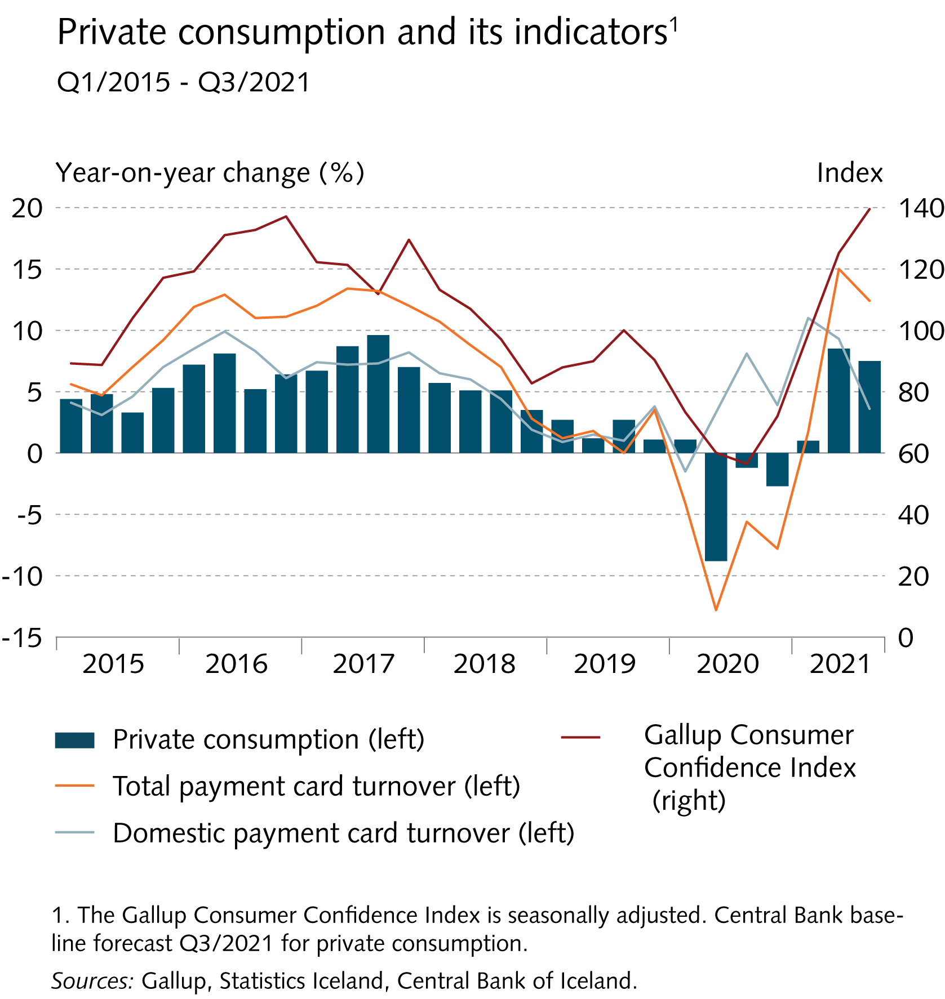 Private consumption and its indicators¹
Q1/2015 - Q3/2021
Year-on-year change (%)
Index
20
15
10
5
0
-5
-10
-15
140
120
100
80
60
40
20
0
2015
2016
2017
2018
2019
2020
2021
Private consumption (left)
Total payment card turnover (left)
Domestic payment card turnover (left)
Gallup Consumer
Confidence Index
(right)
1. The Gallup Consumer Confidence Index is seasonally adjusted. Central Bank base-
line forecast Q3/2021 for private consumption.
Sources: Gallup, Statistics Iceland, Central Bank of Iceland.